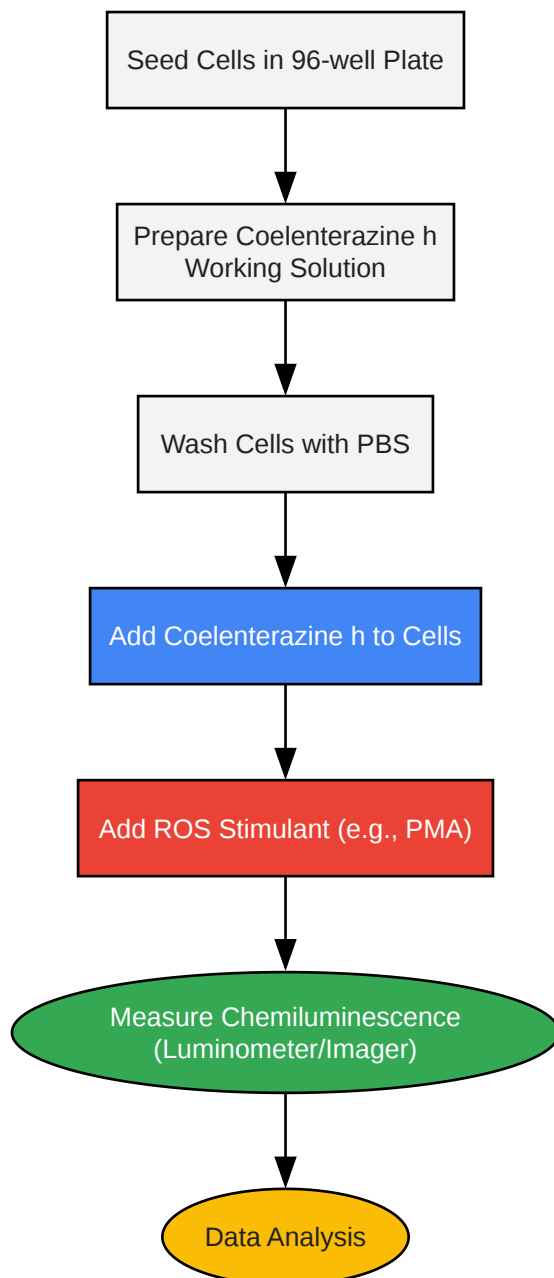 Seed Cells in 96-well Plate
Prepare Coelenterazine h
Working Solution
Wash Cells with PBS
Add Coelenterazine h to Cells
Add ROS Stimulant (e.g., PMA)
Measure Chemiluminescence
(Luminometer/Imager)
Data Analysis